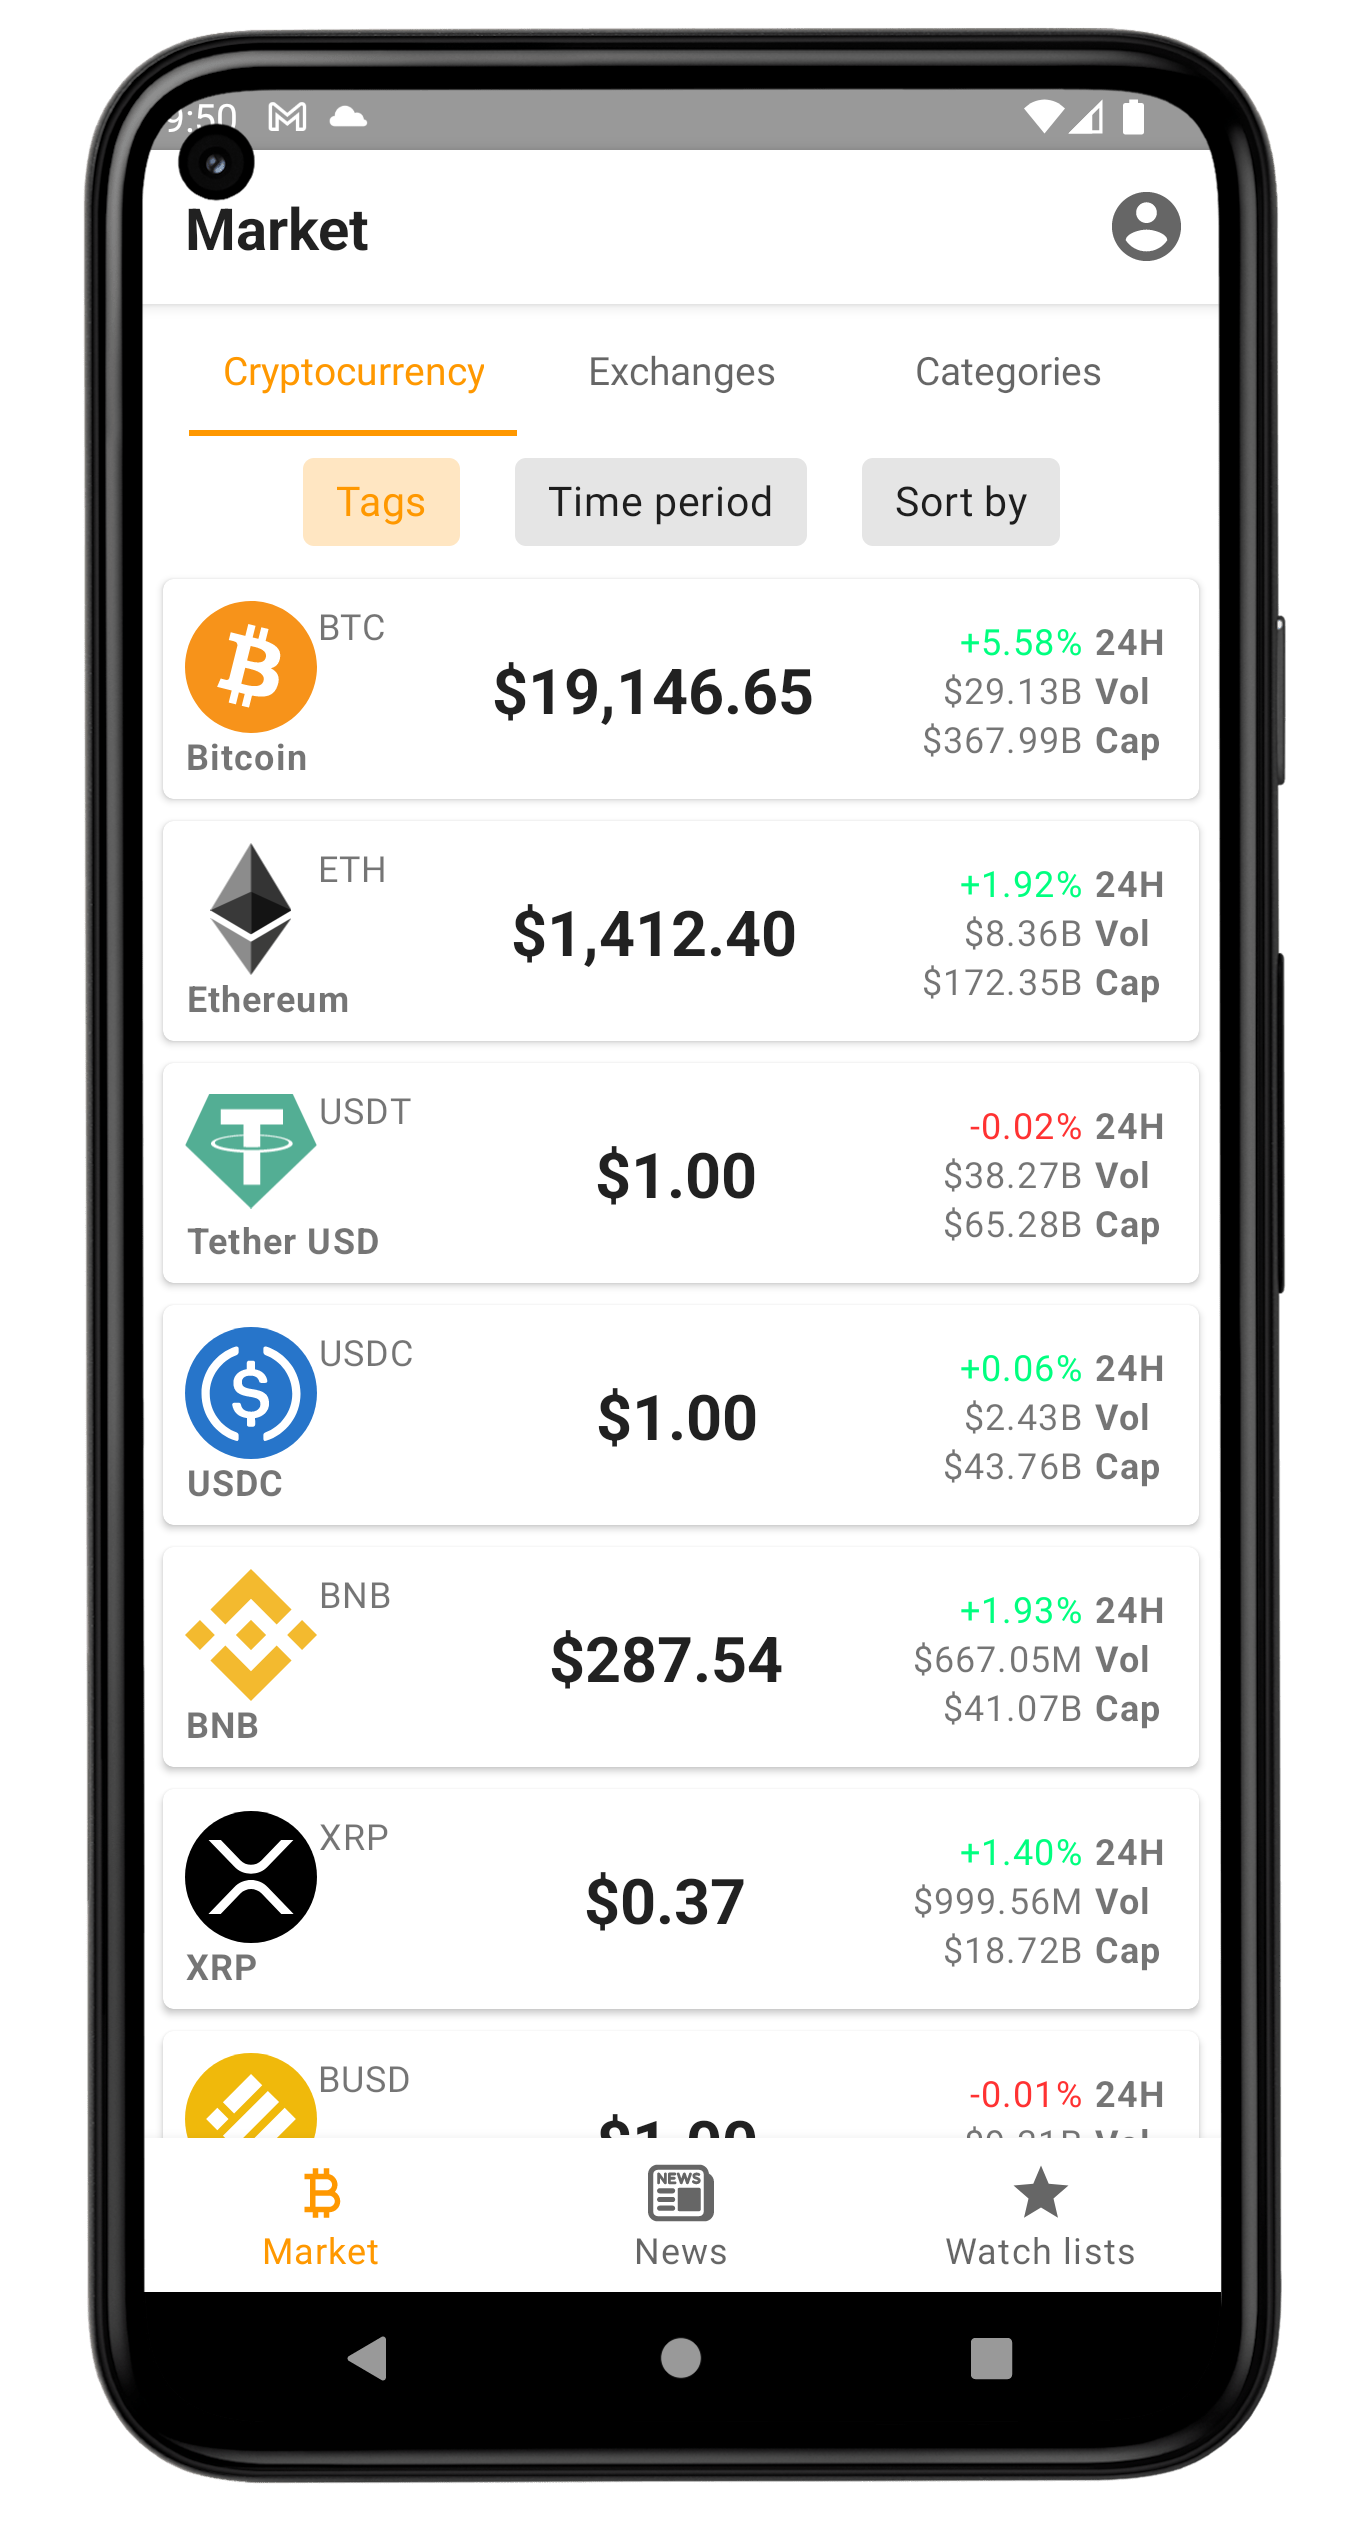 9:50
Market
Cryptocurrency Exchanges Categories
Tags Time period Sort by
BTC
$19,146.65
Bitcoin
+5.58% 24H
$29.13B Vol
$367.99B Cap
ETH
$1,412.40
Ethereum
+1.92% 24H
$8.36B Vol
$172.35B Cap
USDT
$1.00
Tether USD
-0.02% 24H
$38.27B Vol
$65.28B Cap
USDC
$1.00
USDC
+0.06% 24H
$2.43B Vol
$43.76B Cap
BNB
$287.54
BNB
+1.93% 24H
$667.05M Vol
$41.07B Cap
XRP
$0.37
XRP
+1.40% 24H
$999.56M Vol
$18.72B Cap
BUSD
$1.00
-0.01% 24H
Vol
NEWS
Market News Watch lists